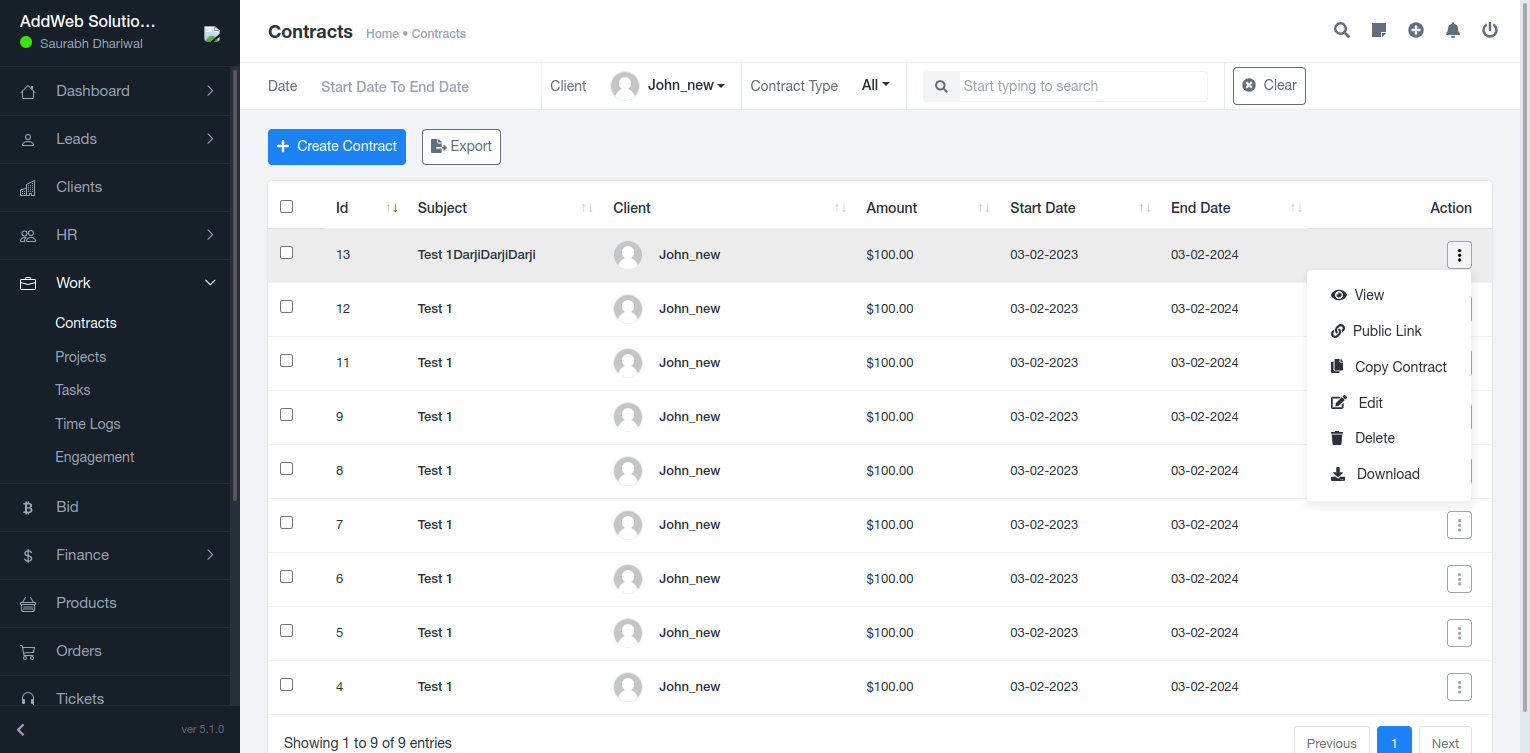 AddWeb Solutio...
Saurabh Dhariwal
Dashboard
Leads
Clients
HR
Work
Contracts
Projects
Tasks
Time Logs
Engagement
Bid
Finance
Products
Orders
Tickets
ver 5.1.0
Contracts Home • Contracts
Date Start Date To End Date Client John_new Contract Type All Start typing to search Clear
Create Contract Export
Id Subject Client Amount Start Date End Date Action
13 Test 1DarjiDarjiDarji John_new $100.00 03-02-2023 03-02-2024
12 Test 1 John_new $100.00 03-02-2023 03-02-2024
11 Test 1 John_new $100.00 03-02-2023 03-02-2024
9 Test 1 John_new $100.00 03-02-2023 03-02-2024
8 Test 1 John_new $100.00 03-02-2023 03-02-2024
7 Test 1 John_new $100.00 03-02-2023 03-02-2024
6 Test 1 John_new $100.00 03-02-2023 03-02-2024
5 Test 1 John_new $100.00 03-02-2023 03-02-2024
4 Test 1 John_new $100.00 03-02-2023 03-02-2024
View
Public Link
Copy Contract
Edit
Delete
Download
Showing 1 to 9 of 9 entries Previous 1 Next